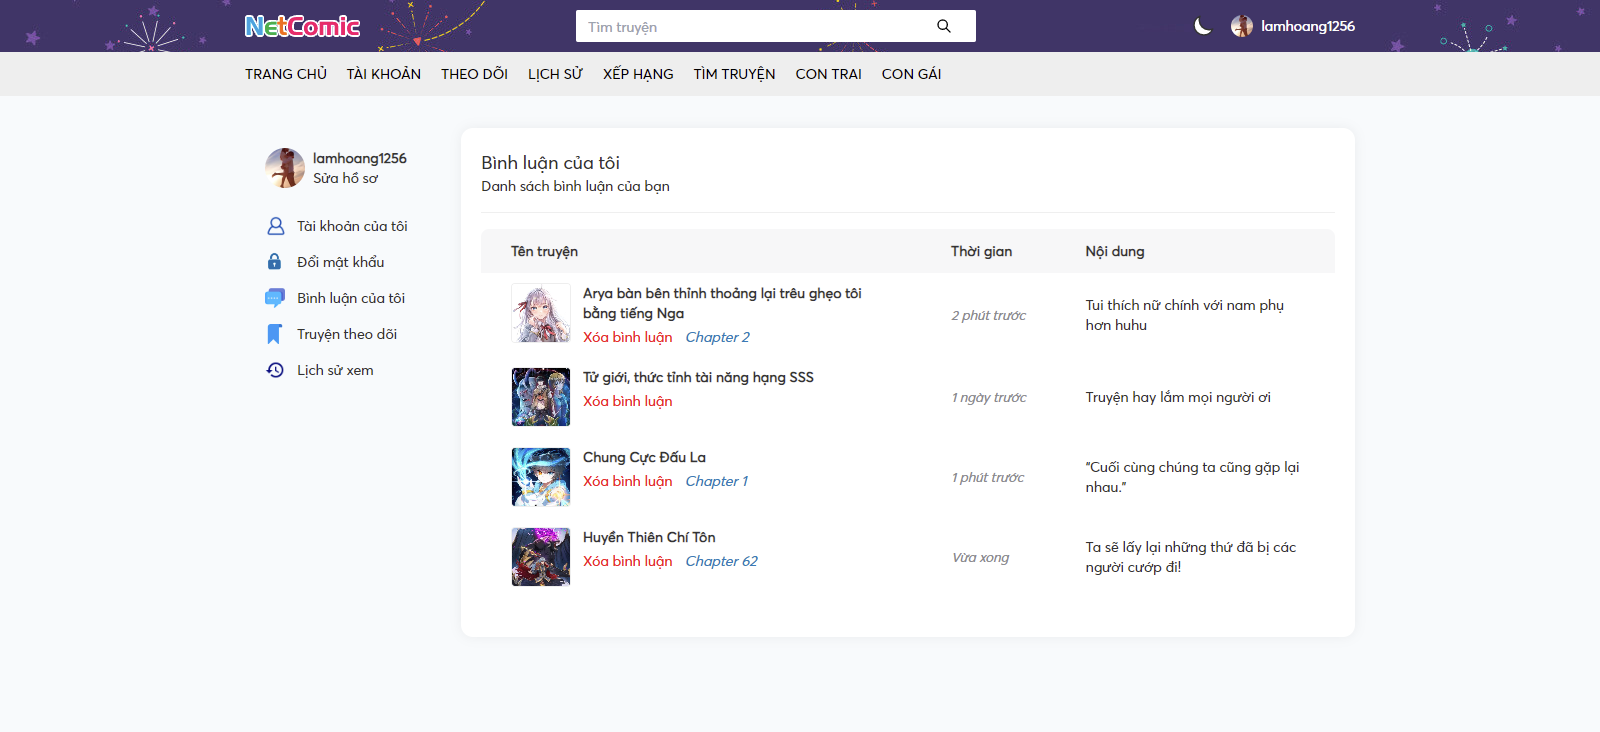 NetComic
Tìm truyện
lamhoang1256
TRANG CHỦ TÀI KHOẢN THEO DÕI LỊCH SỬ XẾP HẠNG TÌM TRUYỆN CON TRAI CON GÁI
lamhoang1256
Sửa hồ sơ
Tài khoản của tôi
Đổi mật khẩu
Bình luận của tôi
Truyện theo dõi
Lịch sử xem
Bình luận của tôi
Danh sách bình luận của bạn
Tên truyện Thời gian Nội dung
Arya bàn bên thỉnh thoảng lại trêu ghẹo tôi
bằng tiếng Nga
Xóa bình luận Chapter 2
2 phút trước
Tui thích nữ chính với nam phụ
hơn huhu
Tử giới, thức tỉnh tài năng hạng SSS
Xóa bình luận
1 ngày trước
Truyện hay lắm mọi người ơi
Chung Cực Đấu La
Xóa bình luận Chapter 1
1 phút trước
"Cuối cùng chúng ta cũng gặp lại
nhau."
Huyền Thiên Chí Tôn
Xóa bình luận Chapter 62
Vừa xong
Ta sẽ lấy lại những thứ đã bị các
người cướp đi!